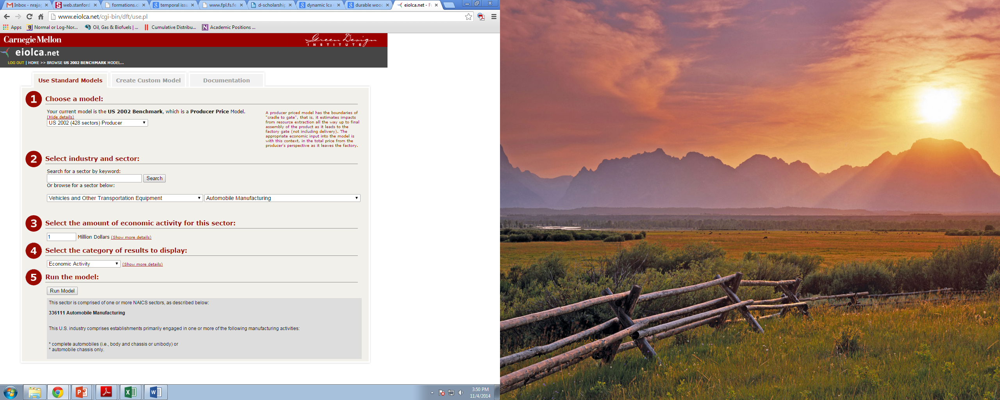 Inbox - nraja
web.stanford
formations.ci
temporal issu
www.fpl.fs.fe
d-scholarship
dynamic lca
durable wood
eiolca.net - F
www.eiolca.net/cgi-bin/dft/use.pl
Apps
Normal or Log-Nor...
Oil, Gas & Biofuels | ...
Cumulative Distribu...
Academic Positions ...
Carnegie Mellon
Green Design
INSTITUTE
eiolca.net
LOG OUT | HOME >> BROWSE US 2002 BENCHMARK MODEL...
Use Standard Models
Create Custom Model
Documentation
1 Choose a model:
Your current model is the US 2002 Benchmark, which is a Producer Price Model.
(Hide details)
US 2002 (428 sectors) Producer
A producer priced model has the boundaries of
"cradle to gate", that is, it estimates impacts
from resource extraction all the way up to final
assembly of the product as it leads to the
factory gate (not including delivery). The
appropriate economic input into the model is
with this context, in the total price from the
producer's perspective as it leaves the factory.
2 Select industry and sector:
Search for a sector by keyword:
Search
Or browse for a sector below:
Vehicles and Other Transportation Equipment
Automobile Manufacturing
3 Select the amount of economic activity for this sector:
1 Million Dollars (Show more details)
4 Select the category of results to display:
Economic Activity (Show more details)
5 Run the model:
Run Model
This sector is comprised of one or more NAICS sectors, as described below:
336111 Automobile Manufacturing
This U.S. industry comprises establishments primarily engaged in one or more of the following manufacturing activities:
* complete automobiles (i.e., body and chassis or unibody) or
* automobile chassis only.
3:50 PM
11/4/2014